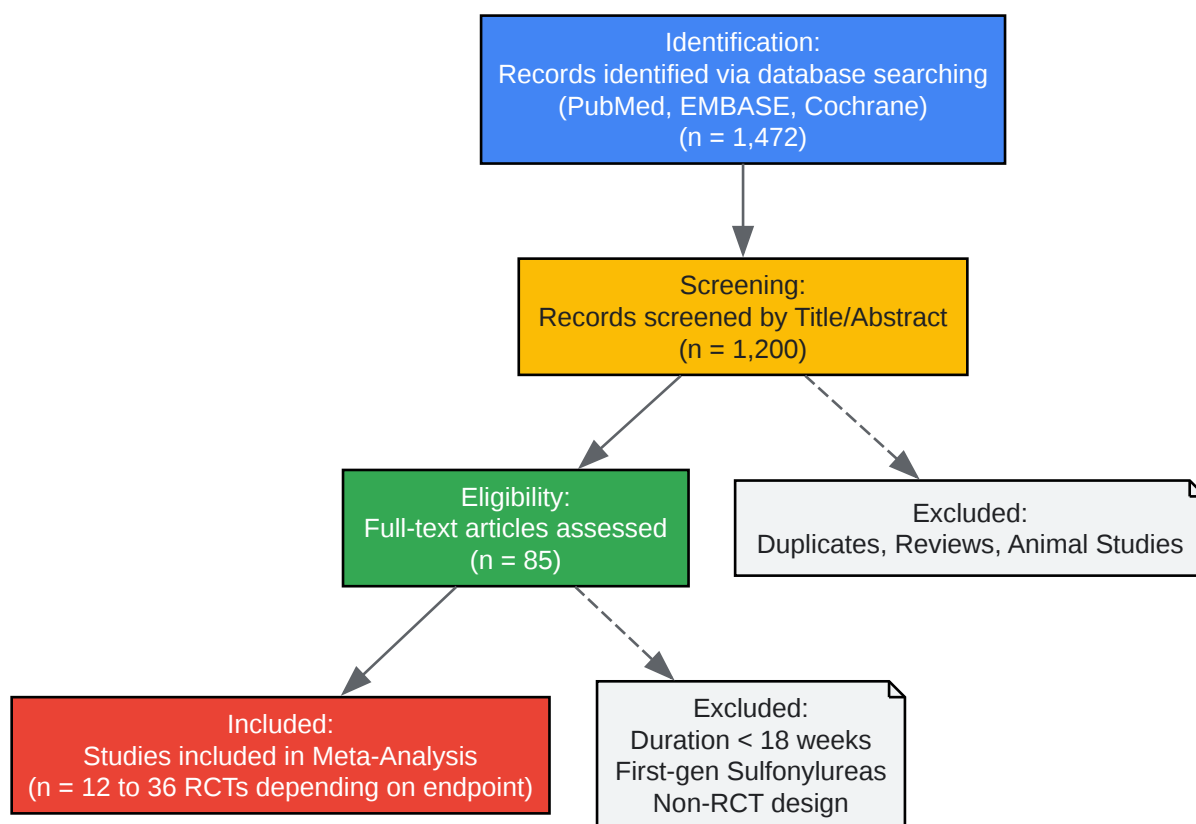 Identification:
Records identified via database searching
(PubMed, EMBASE, Cochrane)
(n = 1,472)
Screening:
Records screened by Title/Abstract
(n = 1,200)
Eligibility:
Full-text articles assessed
(n = 85)
Excluded:
Duplicates, Reviews, Animal Studies
Included:
Studies included in Meta-Analysis
(n = 12 to 36 RCTs depending on endpoint)
Excluded:
Duration < 18 weeks
First-gen Sulfonylureas
Non-RCT design